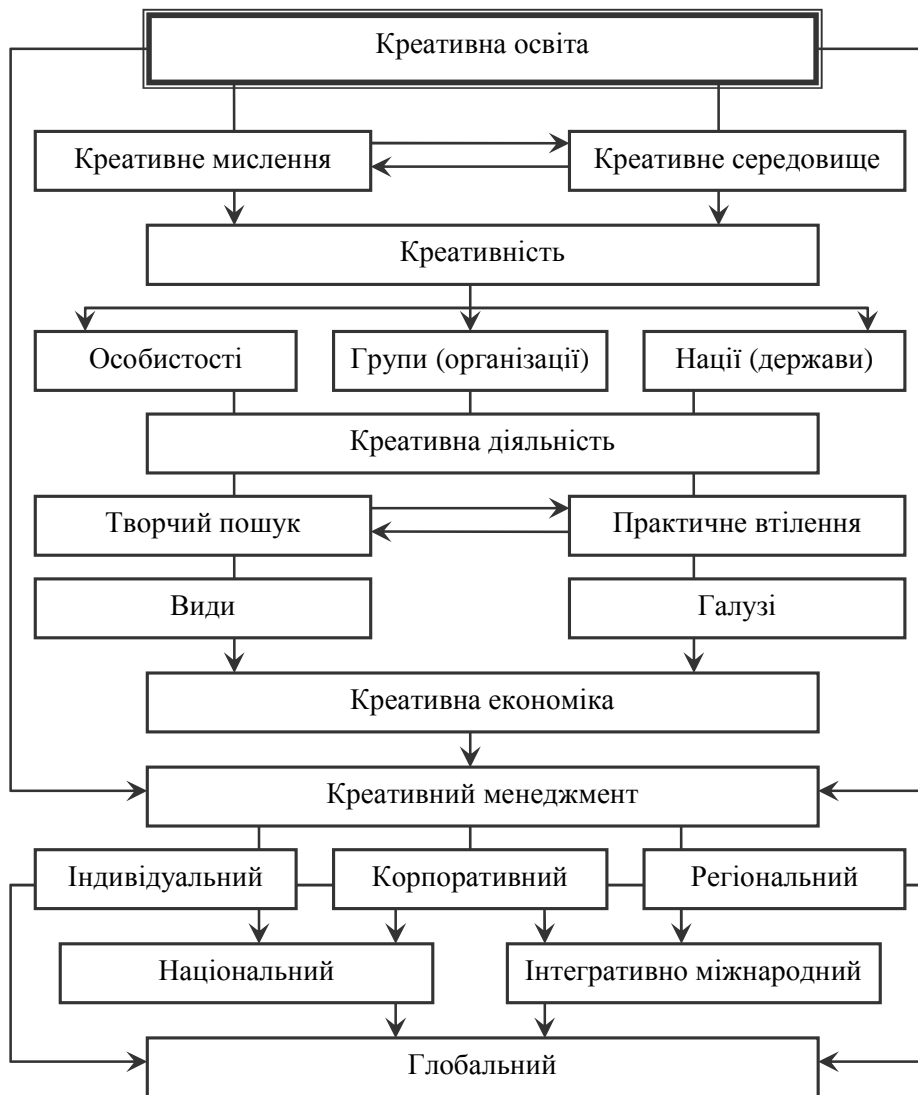 Креативна освіта
Креативне мислення
Креативне середовище
Креативність
Особистості
Групи (організації)
Нації (держави)
Креативна діяльність
Творчий пошук
Практичне втілення
Види
Галузі
Креативна економіка
Креативний менеджмент
Індивідуальний
Корпоративний
Регіональний
Національний
Інтегративно міжнародний
Глобальний